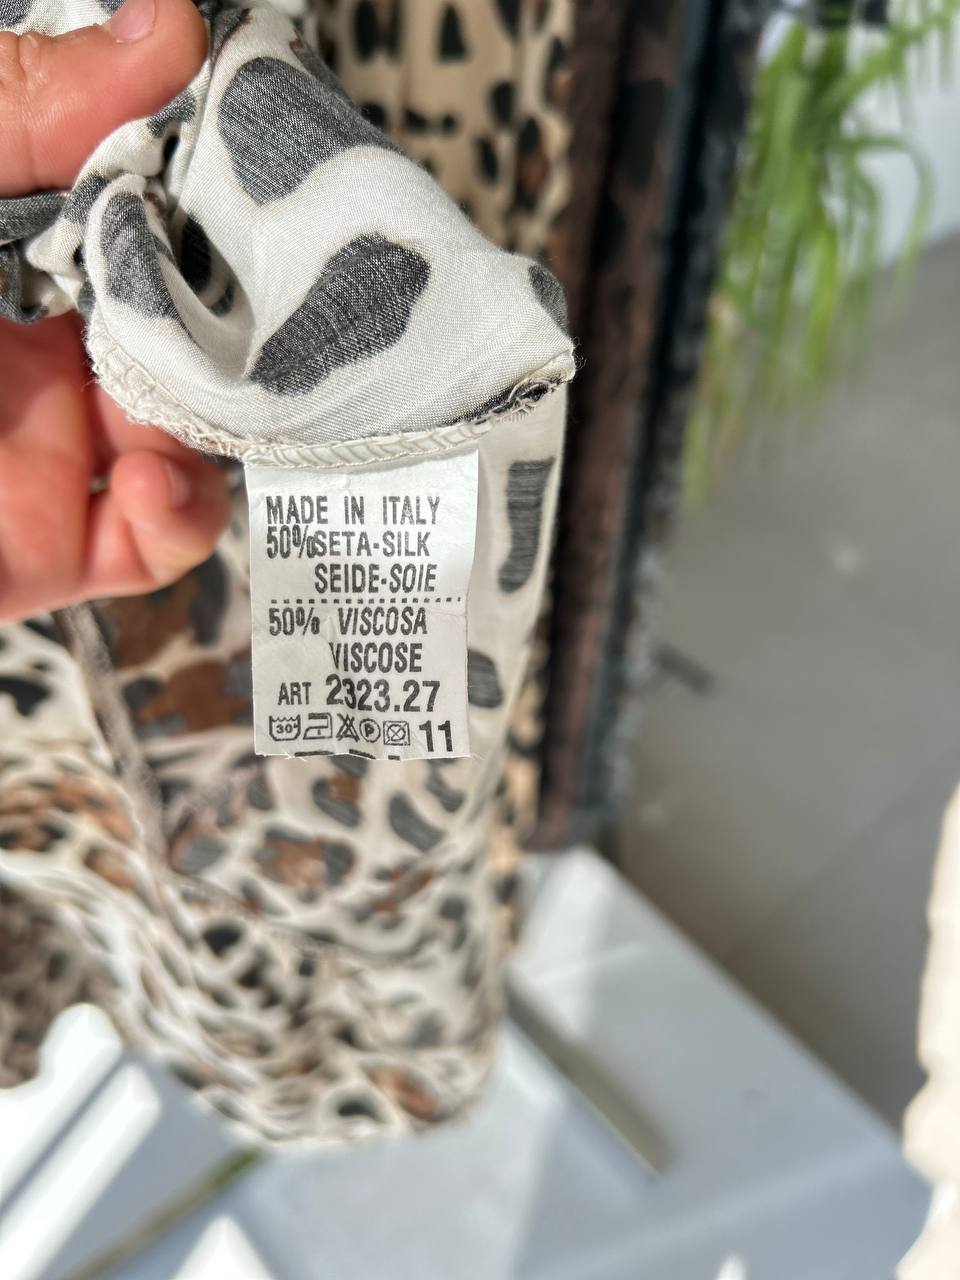 MADE IN ITALY
50%SETA-SILK
SEIDE-SOIE
50% VISCOSA
VISCOSE
ART 2323.27
30° P 11